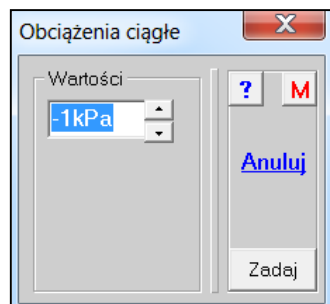 Obciążenia ciągłe
X
Wartości
-1kPa
? M
Anuluj
Zadaj